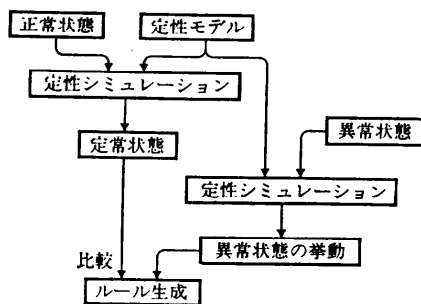 正常状態
定性モデル
定性シミュレーション
定常状態
異常状態
定性シミュレーション
異常状態の挙動
比較
ルール生成